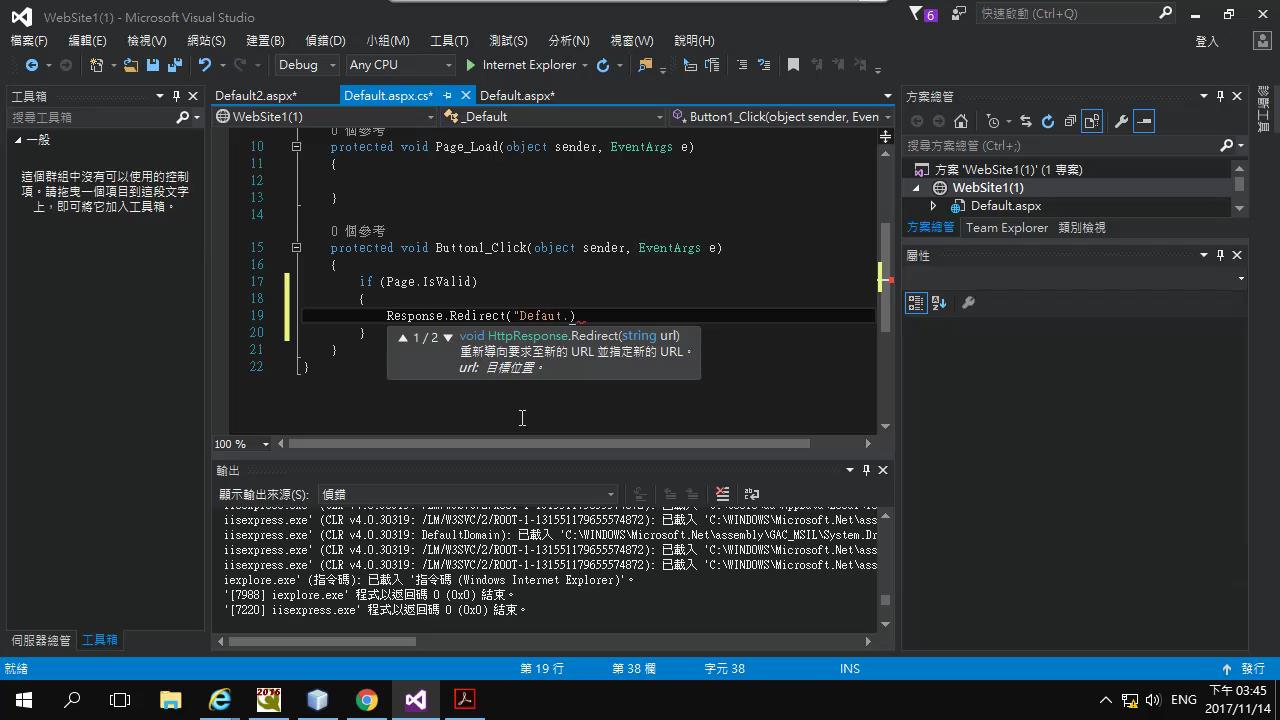 WebSite1(1) - Microsoft Visual Studio
6
快速啟動 (Ctrl+Q)
檔案(F) 編輯(E) 檢視(V) 網站(S) 建置(B) 偵錯(D) 小組(M) 工具(T) 測試(S) 分析(N) 視窗(W) 說明(H)
登入
Debug Any CPU Internet Explorer
工具箱
搜尋工具箱
一般
這個群組中沒有可以使用的控制
項。請拖曳一個項目到這段文字
上，即可將它加入工具箱。
伺服器總管 工具箱
Default2.aspx* Default.aspx.cs* Default.aspx*
WebSite1(1) _Default Button1_Click(object sender, Even
0 個參考
10 protected void Page_Load(object sender, EventArgs e)
11 {
12
13 }
14
0 個參考
15 protected void Button1_Click(object sender, EventArgs e)
16 {
17 if (Page.IsValid)
18 {
19 Response.Redirect("Defaut.)
20 }
21 }
22 }
▲ 1 / 2 ▼ void HttpResponse.Redirect(string url)
重新導向要求至新的 URL 並指定新的 URL。
url: 目標位置。
100 %
輸出
顯示輸出來源(S): 偵錯
iisexpress.exe' (CLR v4.0.30319: /LM/W3SVC/2/ROOT-1-131551179655574872): 已載入 'C:\WINDOWS\Microsoft.Net\ass
iisexpress.exe' (CLR v4.0.30319: DefaultDomain): 已載入 'C:\WINDOWS\Microsoft.Net\assembly\GAC_MSIL\System.Dr
iisexpress.exe' (CLR v4.0.30319: /LM/W3SVC/2/ROOT-1-131551179655574872): 已載入 'C:\WINDOWS\Microsoft.Net\ass
iisexpress.exe' (CLR v4.0.30319: /LM/W3SVC/2/ROOT-1-131551179655574872): 已載入 'C:\WINDOWS\Microsoft.Net\ass
iexplore.exe' (指令碼): 已載入 '指令碼 (Windows Internet Explorer)'。
'[7988] iexplore.exe' 程式以返回碼 0 (0x0) 結束。
'[7220] iisexpress.exe' 程式以返回碼 0 (0x0) 結束。
方案總管
搜尋方案總管 (Ctrl+;)
方案 'WebSite1(1)' (1 專案)
WebSite1(1)
Default.aspx
方案總管 Team Explorer 類別檢視
屬性
就緒 第 19 行 第 38 欄 字元 38 INS 發行
2016
ENG
下午 03:45
2017/11/14